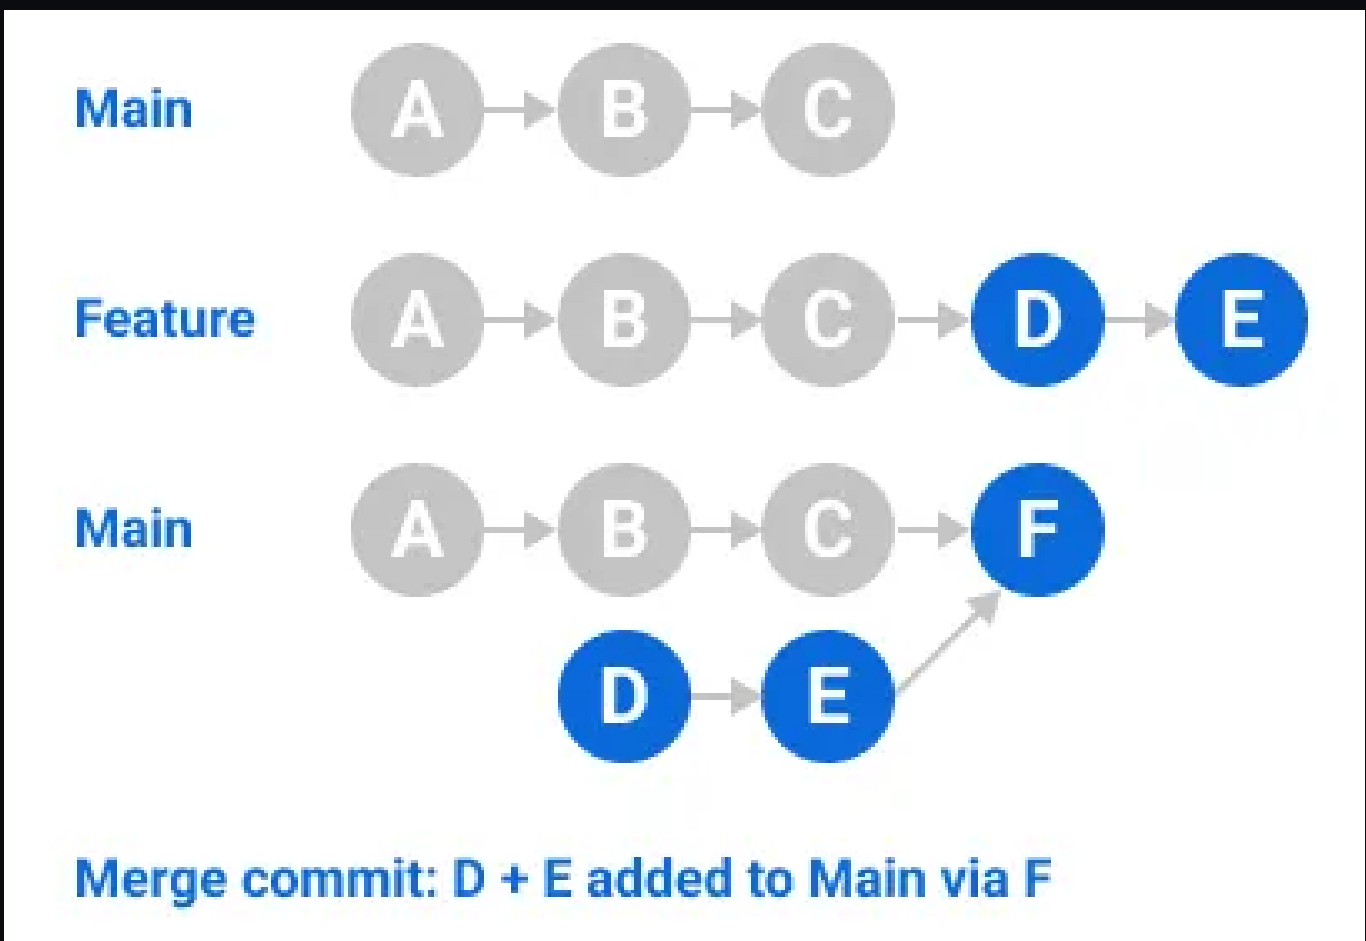 Main A B C
Feature A B C D E
Main A B C F
D E
Merge commit: D + E added to Main via F